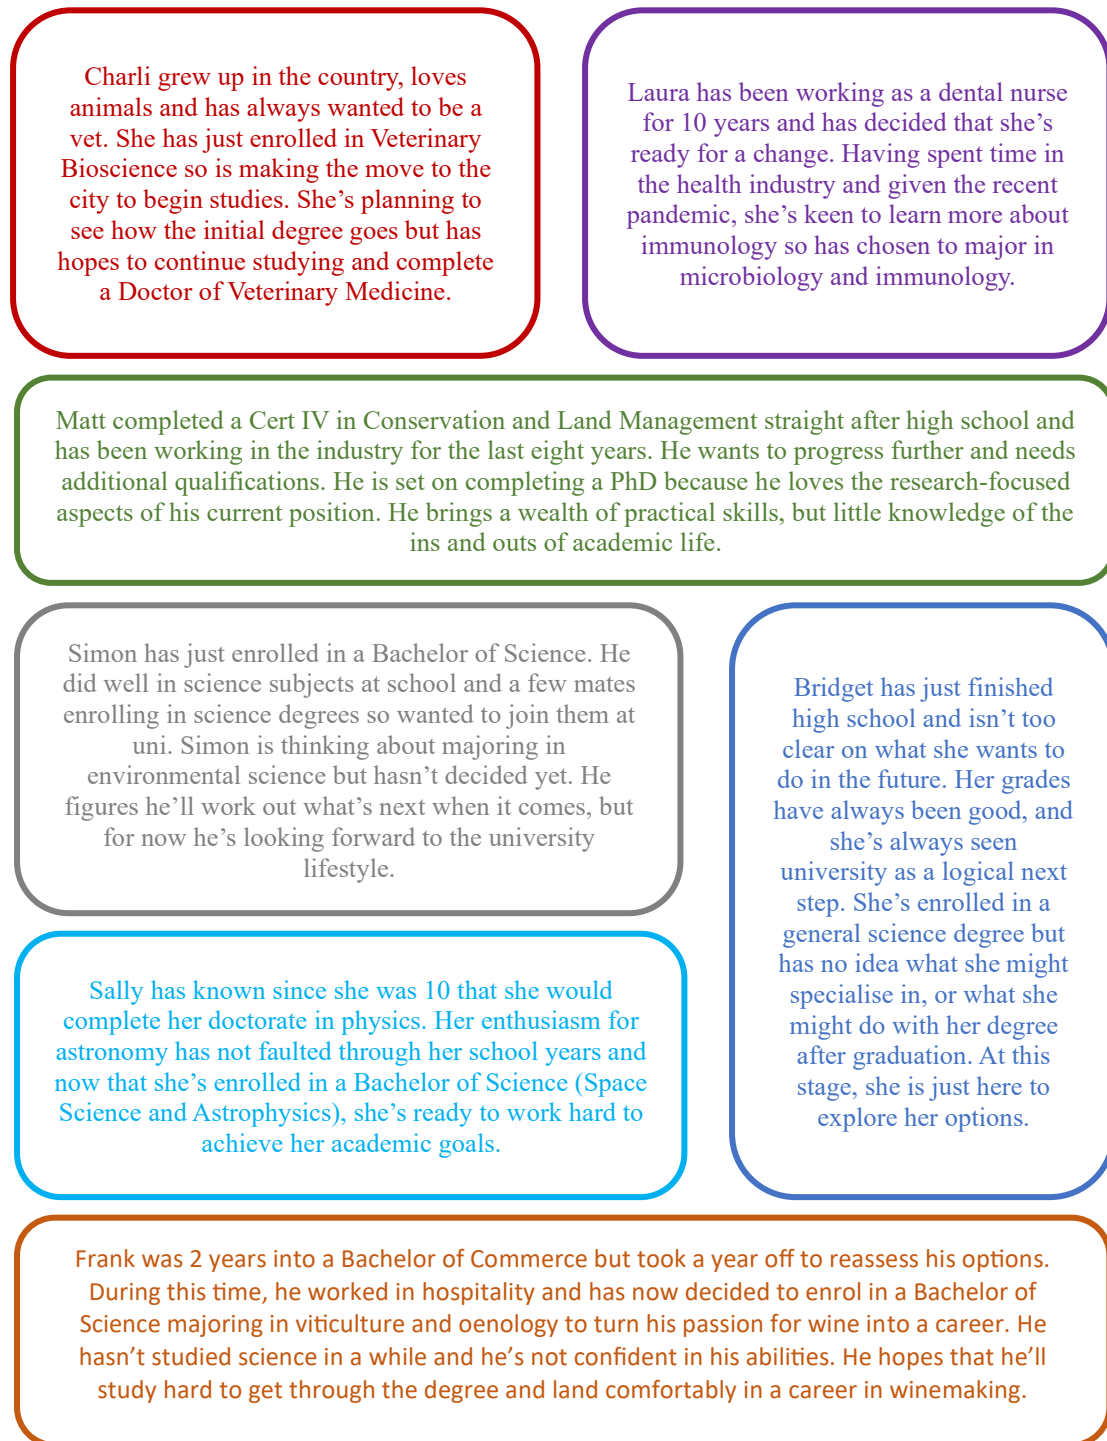 Charli grew up in the country, loves
animals and has always wanted to be a
vet. She has just enrolled in Veterinary
Bioscience so is making the move to the
city to begin studies. She’s planning to
see how the initial degree goes but has
hopes to continue studying and complete
a Doctor of Veterinary Medicine.
Laura has been working as a dental nurse
for 10 years and has decided that she’s
ready for a change. Having spent time in
the health industry and given the recent
pandemic, she’s keen to learn more about
immunology so has chosen to major in
microbiology and immunology.
Matt completed a Cert IV in Conservation and Land Management straight after high school and
has been working in the industry for the last eight years. He wants to progress further and needs
additional qualifications. He is set on completing a PhD because he loves the research-focused
aspects of his current position. He brings a wealth of practical skills, but little knowledge of the
ins and outs of academic life.
Simon has just enrolled in a Bachelor of Science. He
did well in science subjects at school and a few mates
enrolling in science degrees so wanted to join them at
uni. Simon is thinking about majoring in
environmental science but hasn’t decided yet. He
figures he’ll work out what’s next when it comes, but
for now he’s looking forward to the university
lifestyle.
Bridget has just finished
high school and isn’t too
clear on what she wants to
do in the future. Her grades
have always been good, and
she’s always seen
university as a logical next
step. She’s enrolled in a
general science degree but
has no idea what she might
specialise in, or what she
might do with her degree
after graduation. At this
stage, she is just here to
explore her options.
Sally has known since she was 10 that she would
complete her doctorate in physics. Her enthusiasm for
astronomy has not faulted through her school years and
now that she’s enrolled in a Bachelor of Science (Space
Science and Astrophysics), she’s ready to work hard to
achieve her academic goals.
Frank was 2 years into a Bachelor of Commerce but took a year off to reassess his options.
During this time, he worked in hospitality and has now decided to enrol in a Bachelor of
Science majoring in viticulture and oenology to turn his passion for wine into a career. He
hasn’t studied science in a while and he’s not confident in his abilities. He hopes that he’ll
study hard to get through the degree and land comfortably in a career in winemaking.